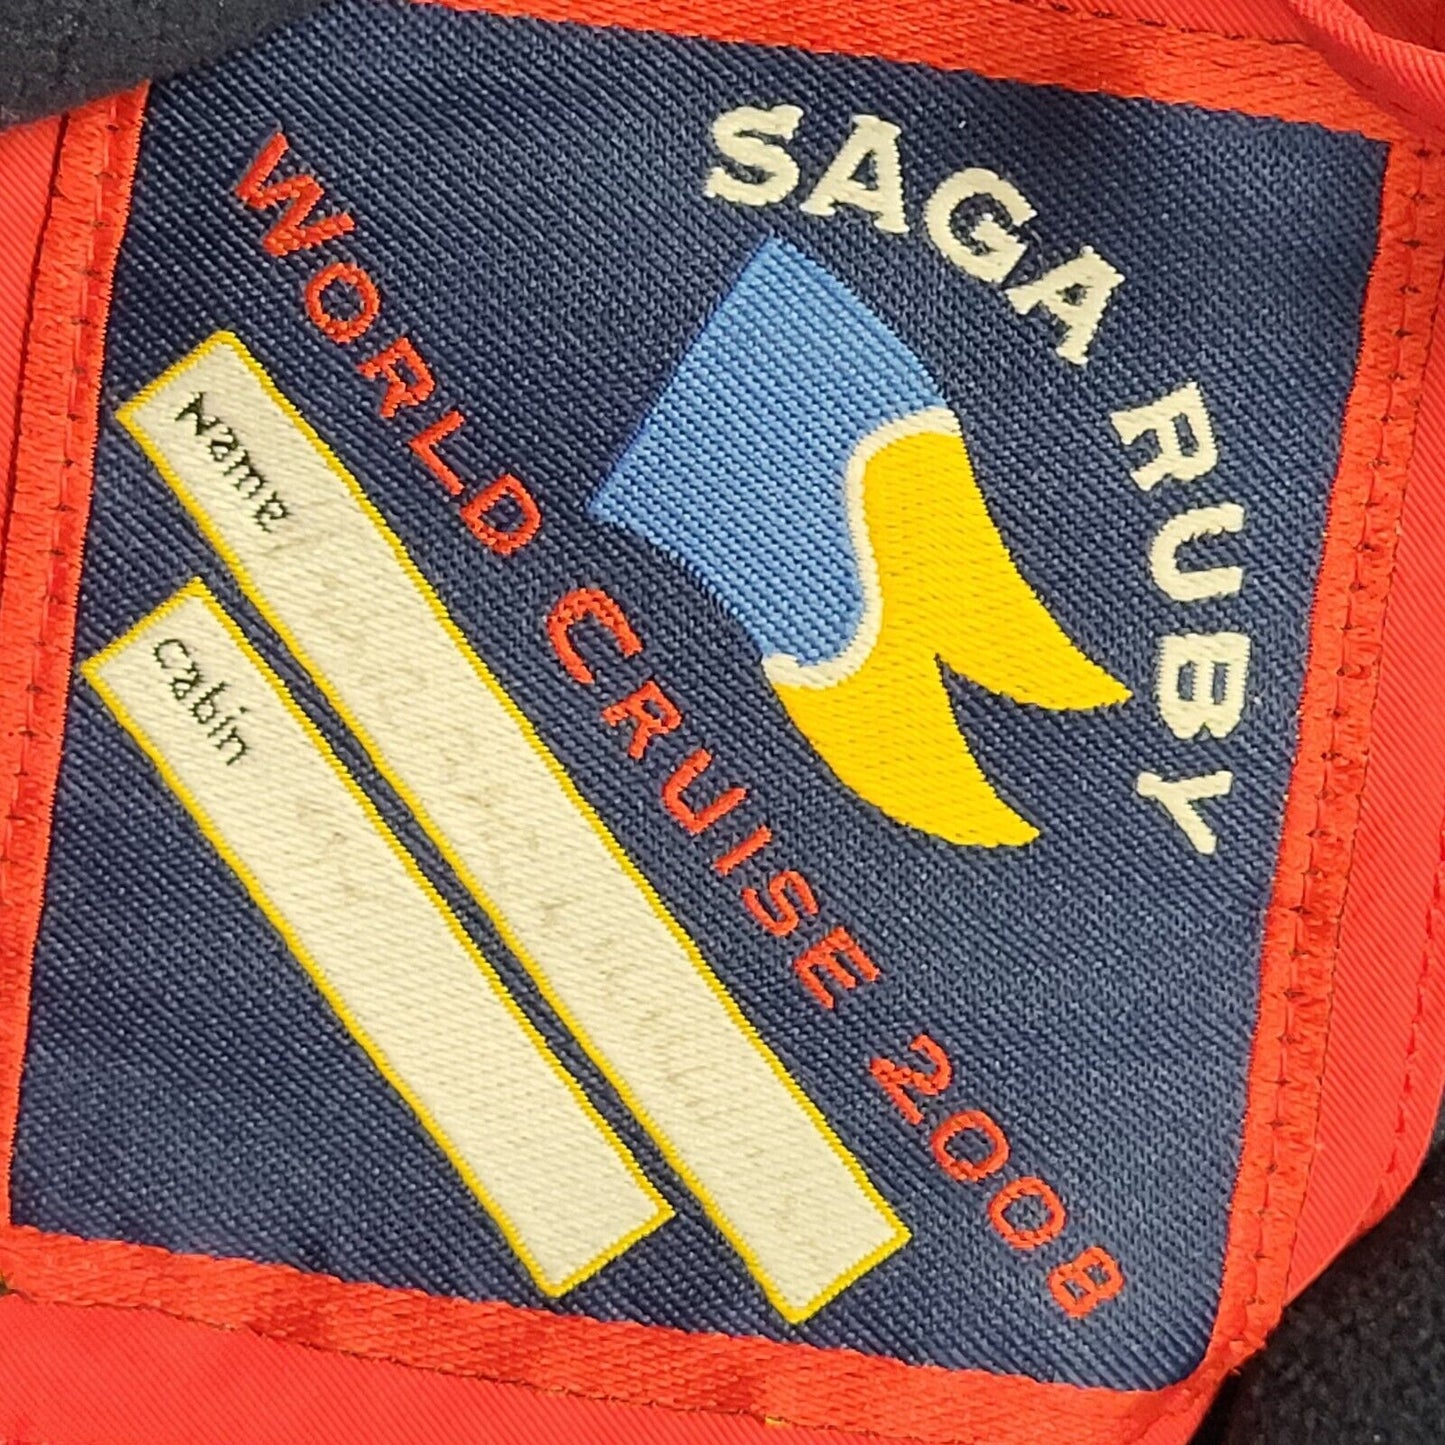 SAGA RUBY
WORLD CRUISE 2008
Name
cabin